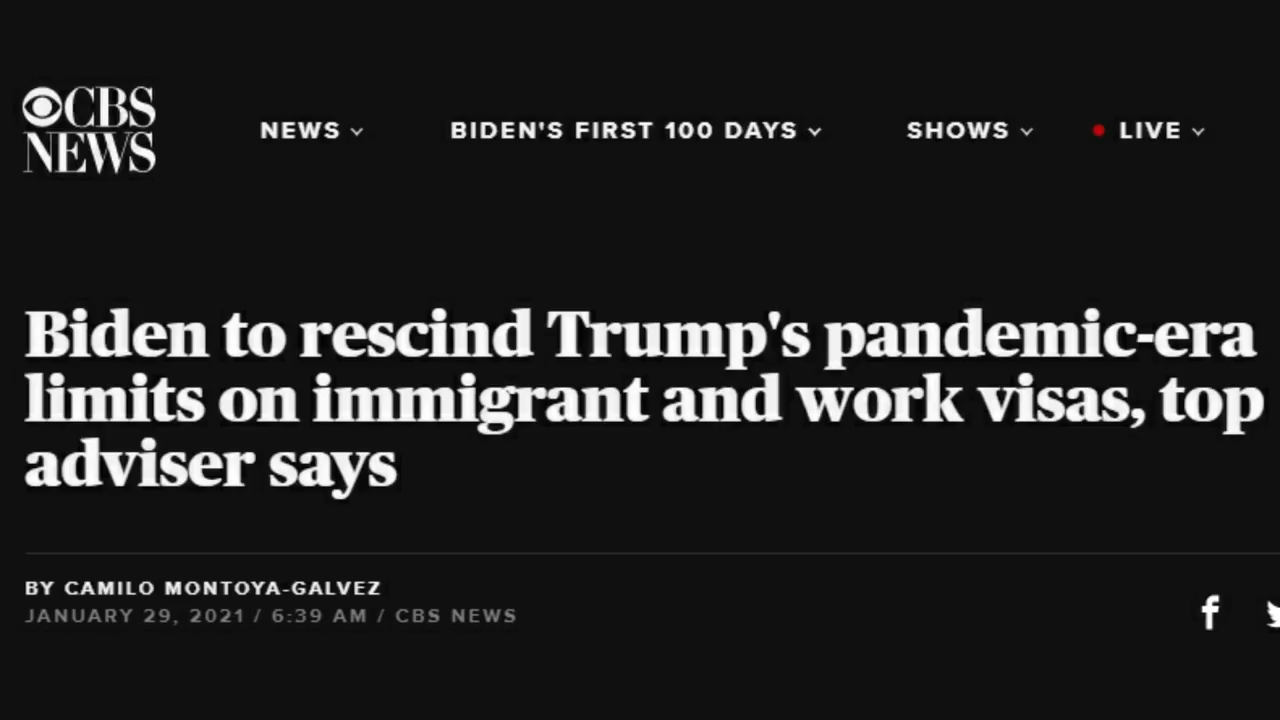 CBS
NEWS
NEWS
BIDEN'S FIRST 100 DAYS
SHOWS
LIVE
Biden to rescind Trump's pandemic-era
limits on immigrant and work visas, top
adviser says
BY CAMILO MONTOYA-GALVEZ
JANUARY 29, 2021 / 6:39 AM / CBS NEWS